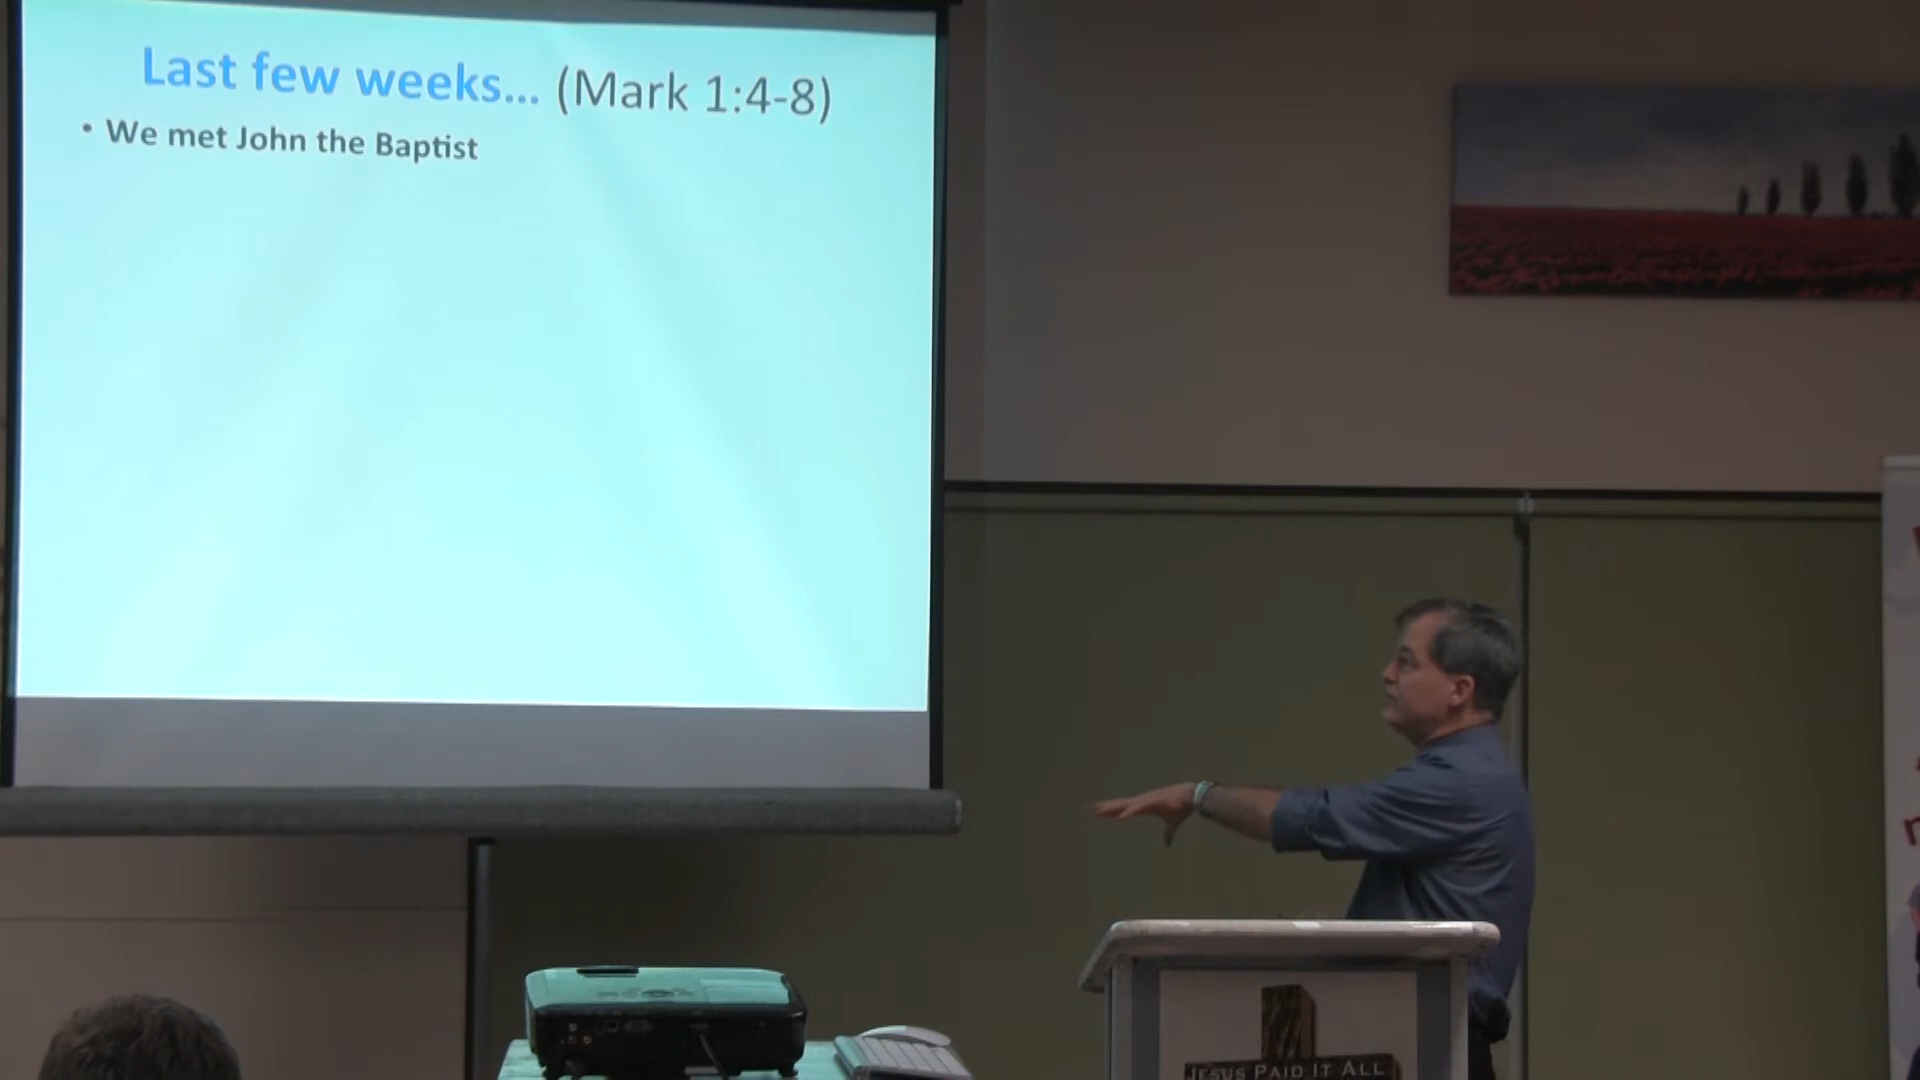 Last few weeks... (Mark 1:4-8)
• We met John the Baptist
JESUS PAID IT ALL